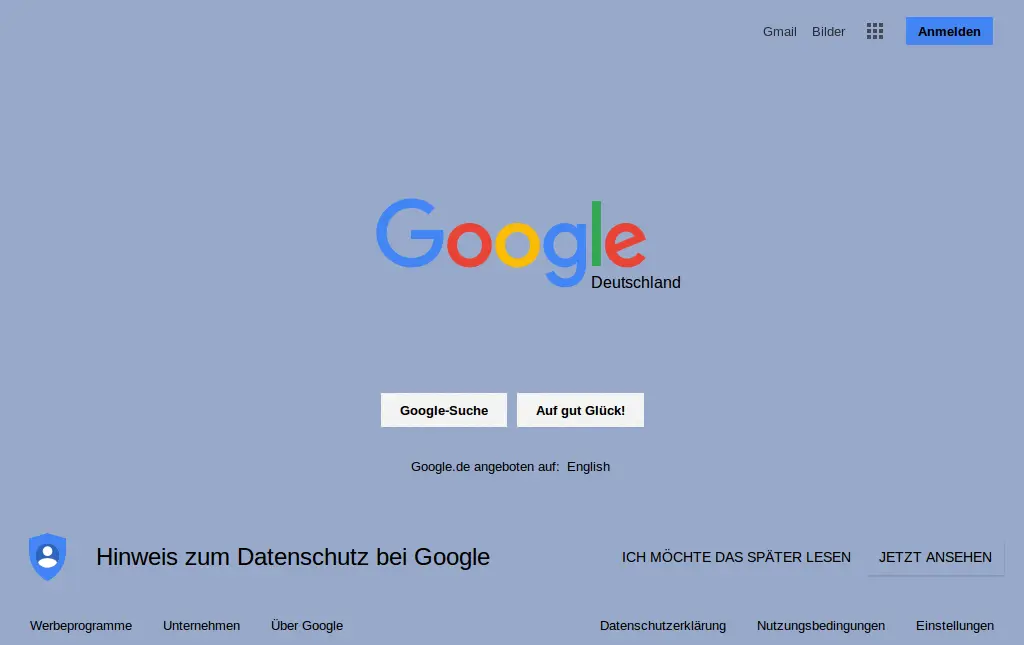 Gmail Bilder Anmelden
Google
Deutschland
Google-Suche Auf gut Glück!
Google.de angeboten auf: English
Hinweis zum Datenschutz bei Google ICH MÖCHTE DAS SPÄTER LESEN JETZT ANSEHEN
Werbeprogramme Unternehmen Über Google Datenschutzerklärung Nutzungsbedingungen Einstellungen